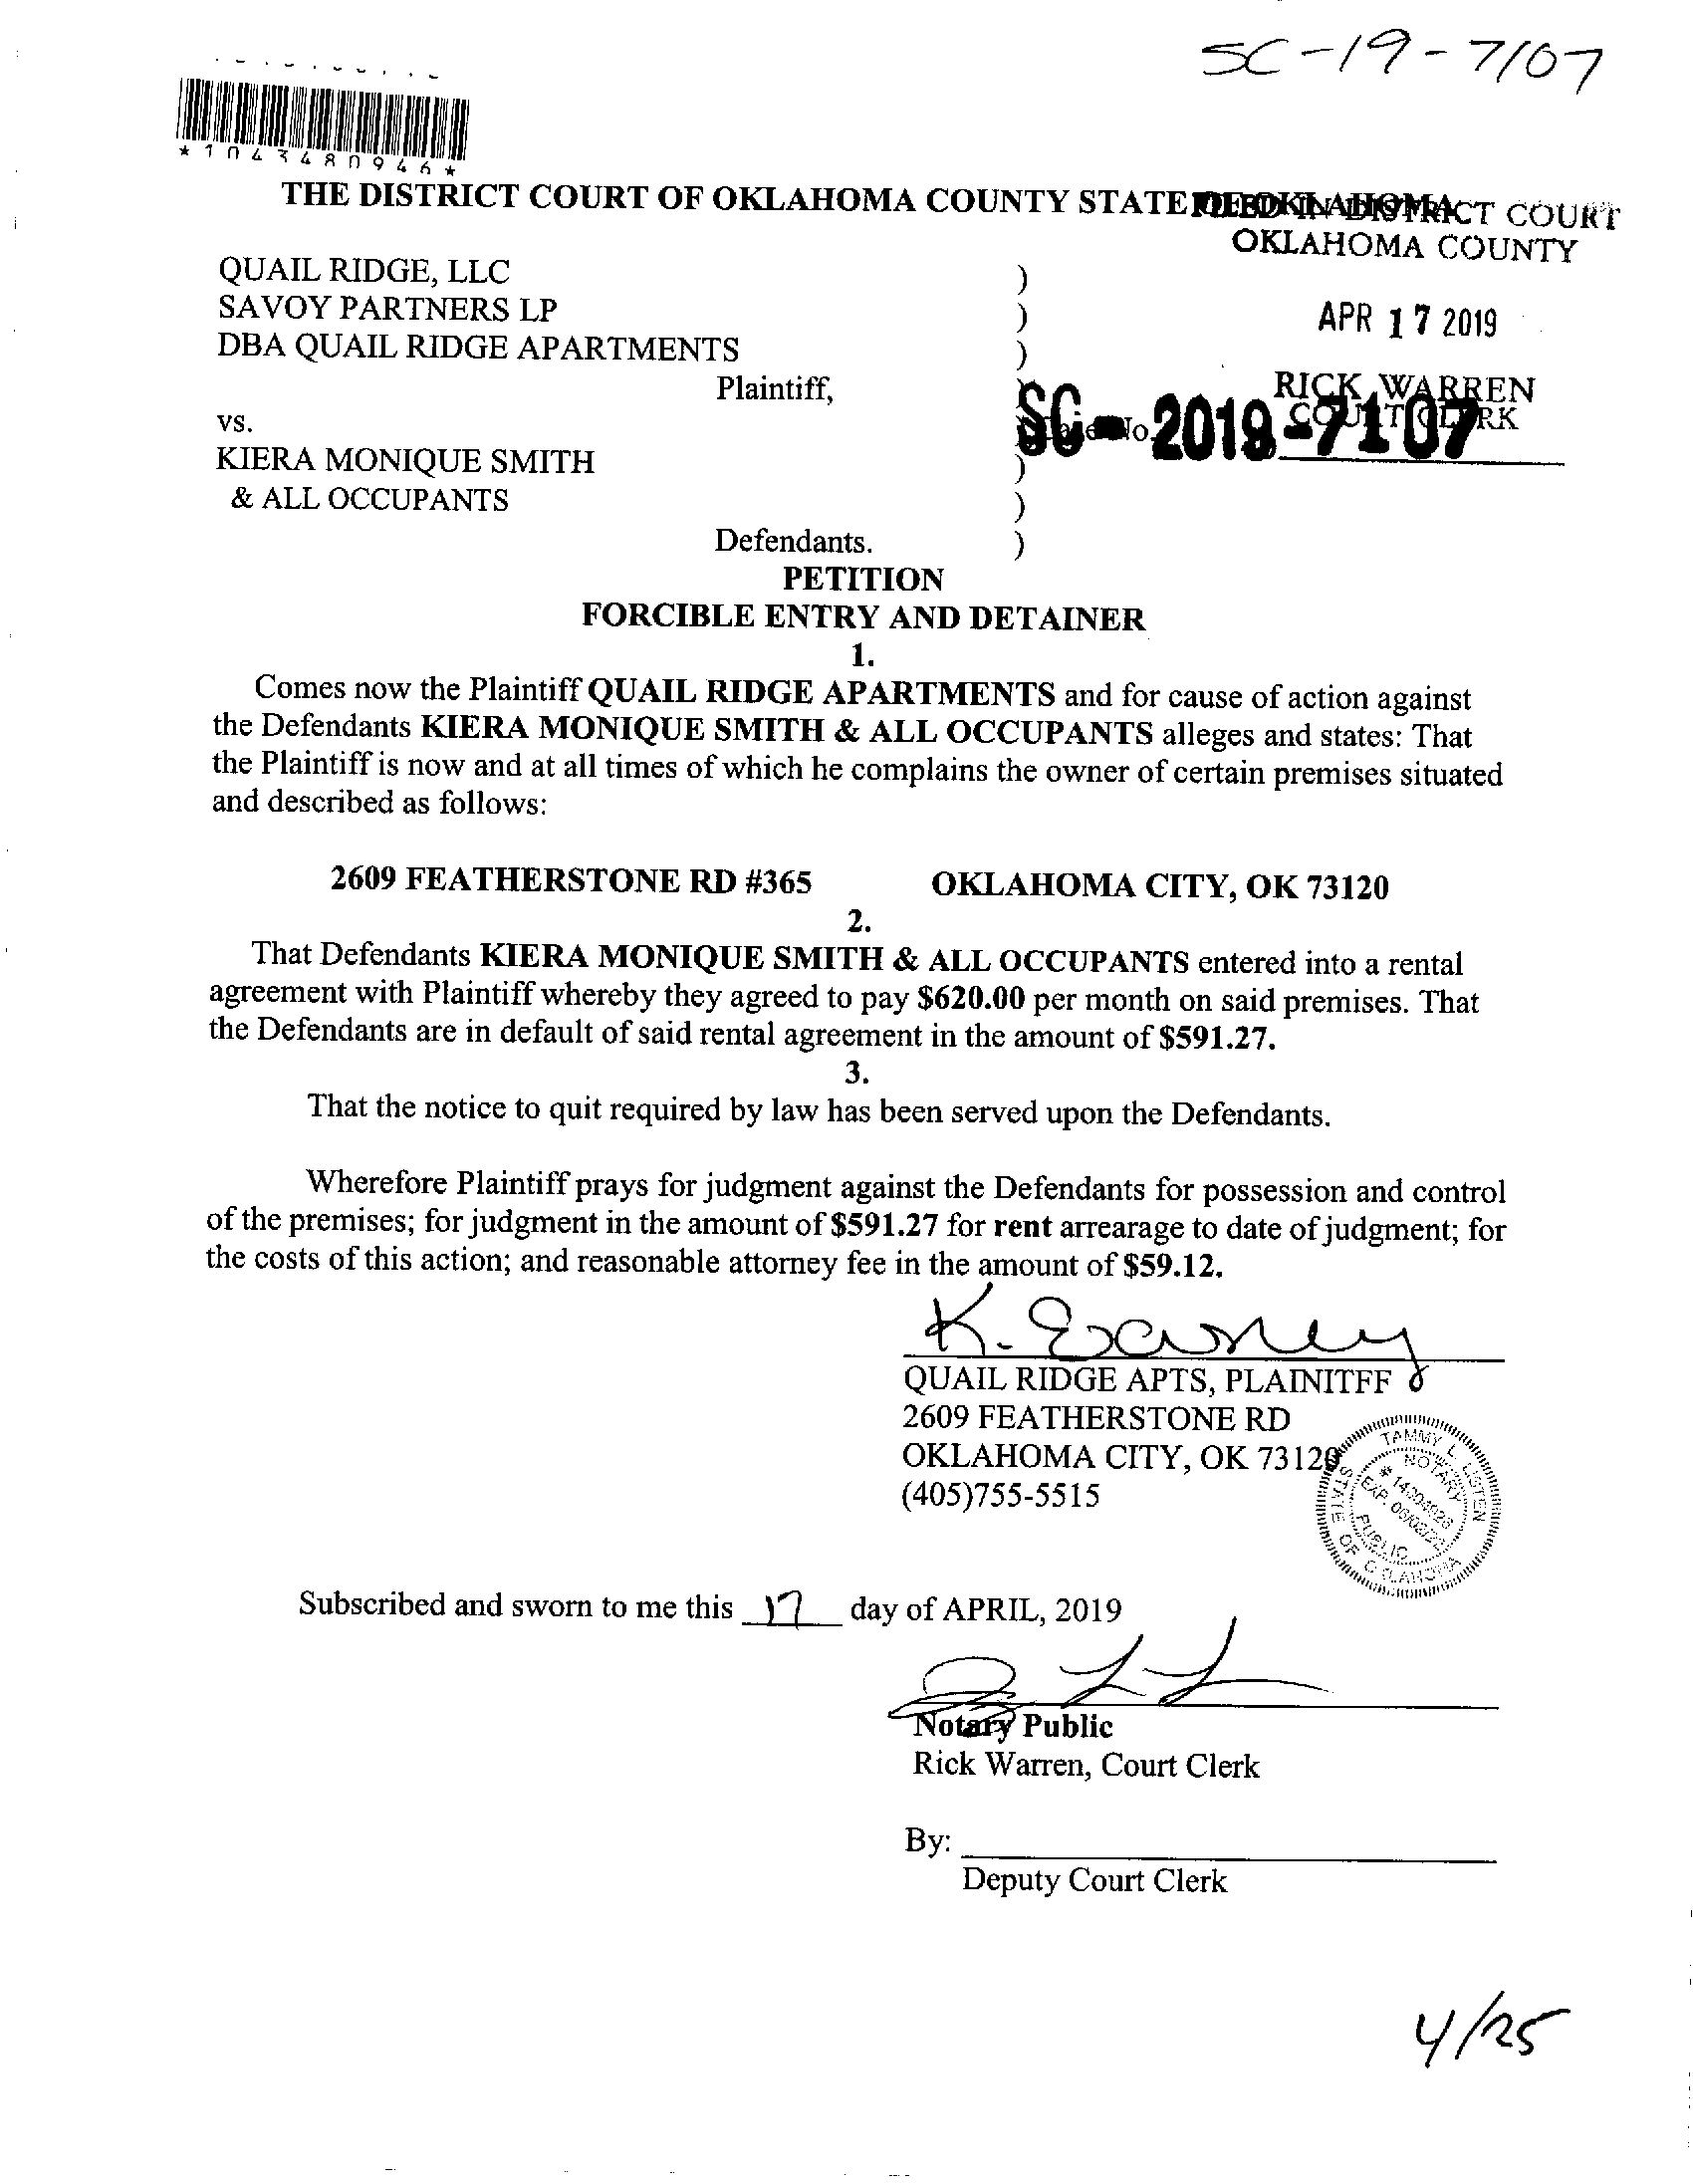 SC-19-7107
*1043480946*
THE DISTRICT COURT OF OKLAHOMA COUNTY STATE OF OKLAHOMA
FILED IN DISTRICT COURT
OKLAHOMA COUNTY
QUAIL RIDGE, LLC )
SAVOY PARTNERS LP )
APR 17 2019
DBA QUAIL RIDGE APARTMENTS )
Plaintiff, )
RICK WARREN
COURT CLERK
vs. ) Case No.
SC-2019-7107
KIERA MONIQUE SMITH )
& ALL OCCUPANTS )
Defendants. )
PETITION
FORCIBLE ENTRY AND DETAINER
1.
Comes now the Plaintiff QUAIL RIDGE APARTMENTS and for cause of action against
the Defendants KIERA MONIQUE SMITH & ALL OCCUPANTS alleges and states: That
the Plaintiff is now and at all times of which he complains the owner of certain premises situated
and described as follows:
2609 FEATHERSTONE RD #365 OKLAHOMA CITY, OK 73120
2.
That Defendants KIERA MONIQUE SMITH & ALL OCCUPANTS entered into a rental
agreement with Plaintiff whereby they agreed to pay $620.00 per month on said premises. That
the Defendants are in default of said rental agreement in the amount of $591.27.
3.
That the notice to quit required by law has been served upon the Defendants.
Wherefore Plaintiff prays for judgment against the Defendants for possession and control
of the premises; for judgment in the amount of $591.27 for rent arrearage to date of judgment; for
the costs of this action; and reasonable attorney fee in the amount of $59.12.
QUAIL RIDGE APTS, PLAINITFF
2609 FEATHERSTONE RD
OKLAHOMA CITY, OK 73120
(405)755-5515
TAMMY L. LISTEN
NOTARY
EXP.
PUBLIC
STATE OF OKLAHOMA
Subscribed and sworn to me this 17 day of APRIL, 2019
Notary Public
Rick Warren, Court Clerk
By:
Deputy Court Clerk
4/25